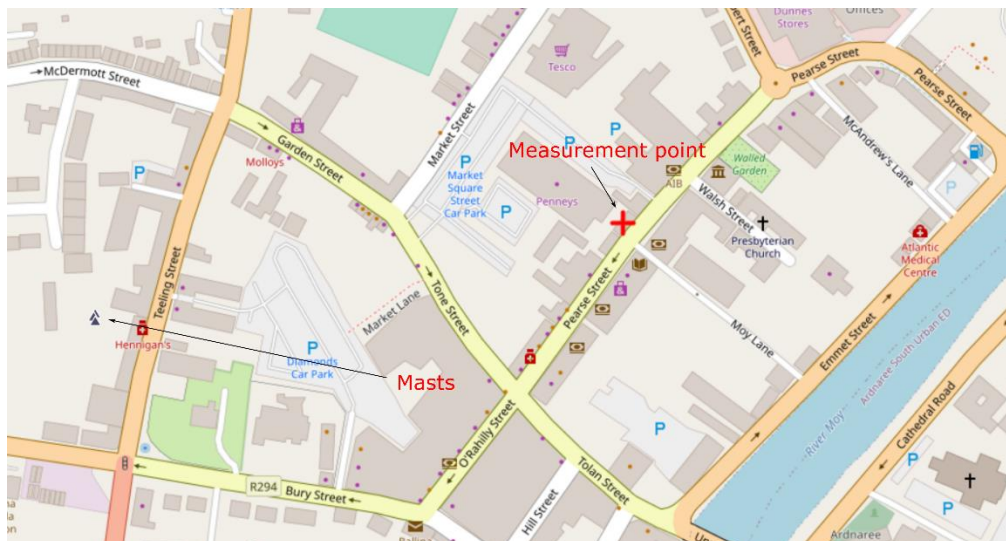 Dunnes
Stores
Offices
McDermott Street
Tesco
Pearse Street
Pearse Street
Market Street
Garden Street
Molloys
P
Measurement point
P
P
McAndrew's Lane
P
Market
Square
Street
Car Park
P
Penneys
AIB
Walled
Garden
Walsh Street
P
Presbyterian
Church
Atlantic
Medical
Centre
Teeling Street
Tone Street
Market Lane
Pearse Street
Moy Lane
Emmet Street
Ardnaree South Urban ED
River Moy
Hennigan's
P
Diamonds
Car Park
Masts
Cathedral Road
O'Rahilly Street
P
P
P
R294
Bury Street
Tolan Street
Hill Street
Ardnaree